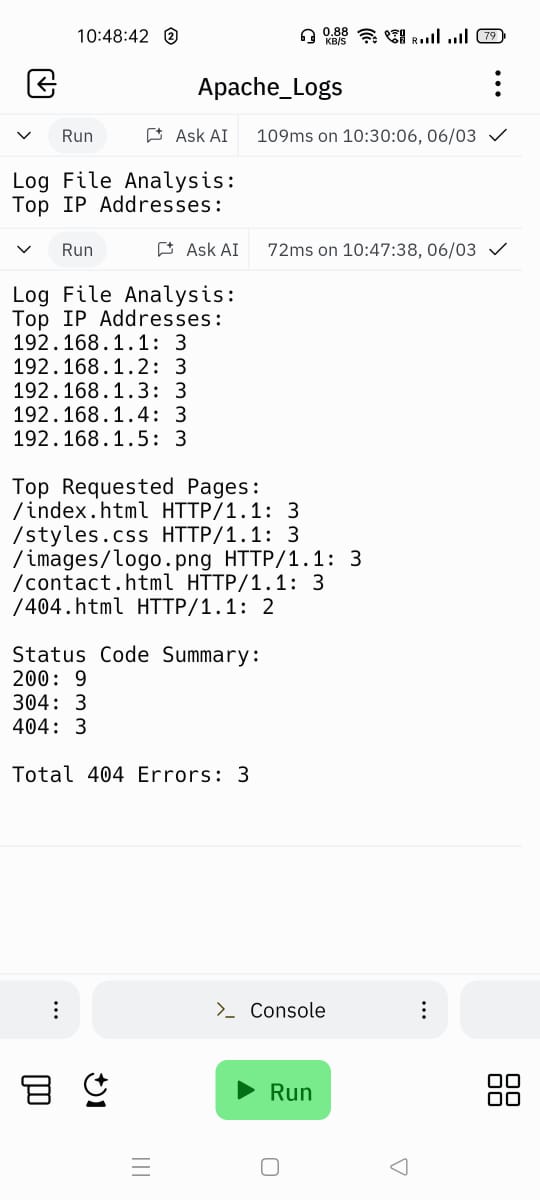 10:48:42
0.88
KB/S
R
79
Apache_Logs
Run
Ask AI
109ms on 10:30:06, 06/03
Log File Analysis:
Top IP Addresses:
Run
Ask AI
72ms on 10:47:38, 06/03
Log File Analysis:
Top IP Addresses:
192.168.1.1: 3
192.168.1.2: 3
192.168.1.3: 3
192.168.1.4: 3
192.168.1.5: 3
Top Requested Pages:
/index.html HTTP/1.1: 3
/styles.css HTTP/1.1: 3
/images/logo.png HTTP/1.1: 3
/contact.html HTTP/1.1: 3
/404.html HTTP/1.1: 2
Status Code Summary:
200: 9
304: 3
404: 3
Total 404 Errors: 3
>_ Console
Run